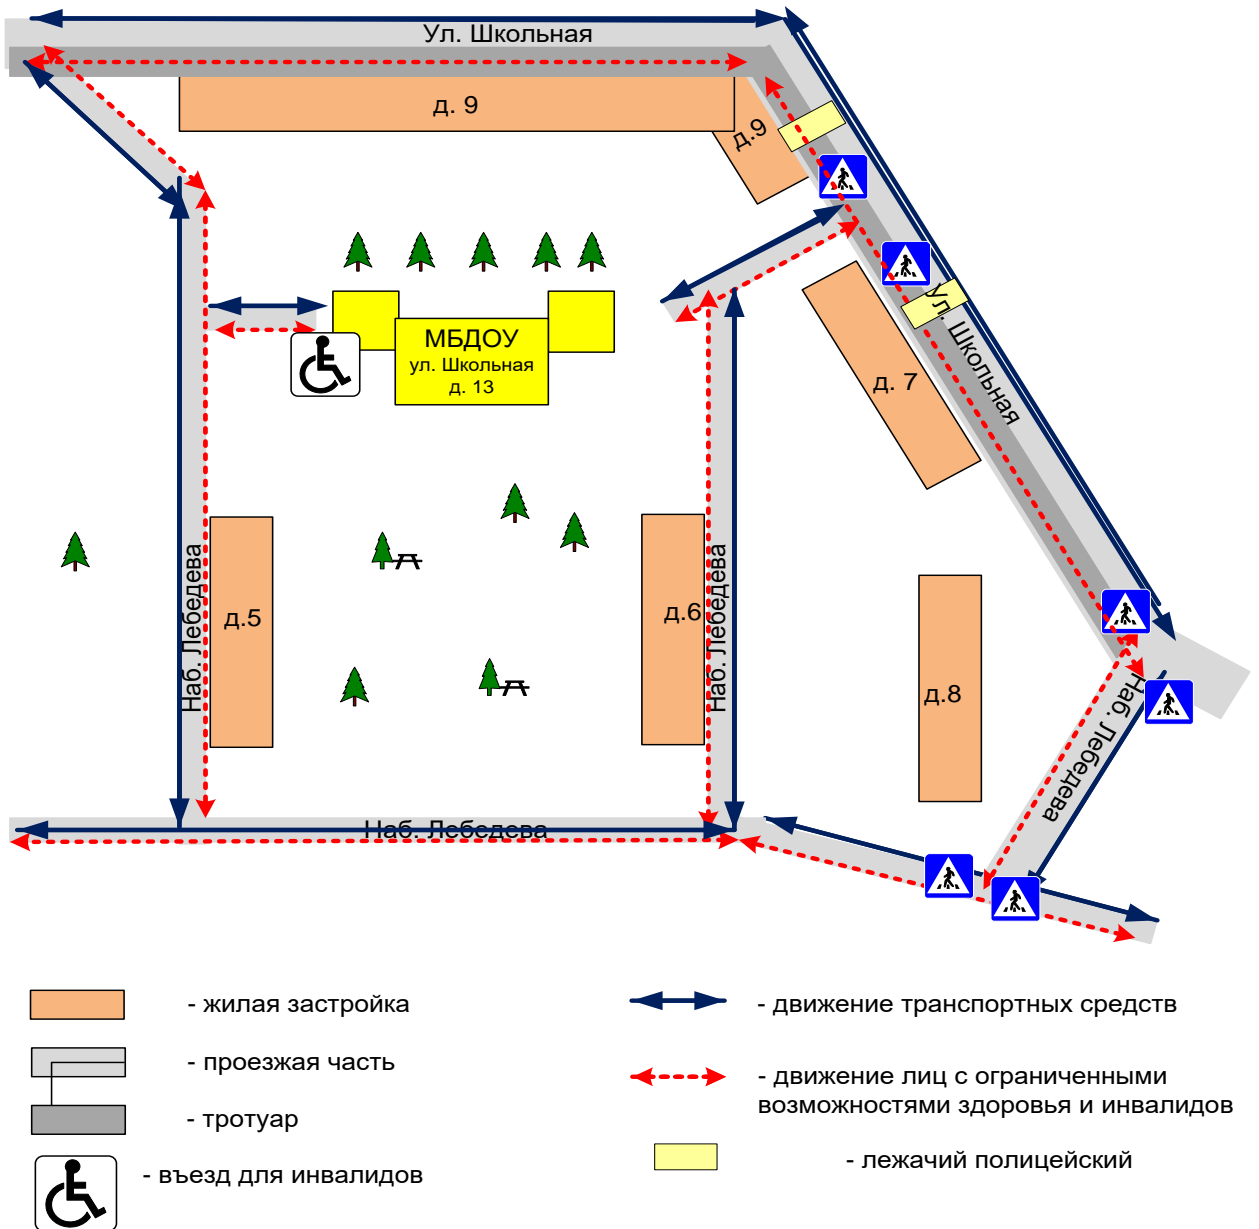 Ул. Школьная
д. 9
д.9
МБДОУ
ул. Школьная
д. 13
д. 7
Ул. Школьная
Наб. Лебедева
д.5
д.6
Наб. Лебедева
д.8
Наб. Лебедева
Наб. Лебедева
- жилая застройка
- проезжая часть
- тротуар
- въезд для инвалидов
- движение транспортных средств
- движение лиц с ограниченными
возможностями здоровья и инвалидов
- лежачий полицейский